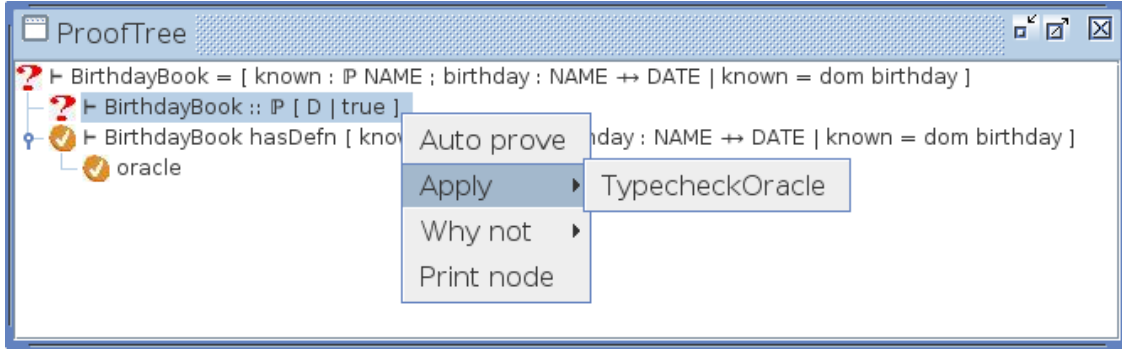 ProofTree
⊢ BirthdayBook = [ known : ℙ NAME ; birthday : NAME ⇸ DATE | known = dom birthday ]
⊢ BirthdayBook :: ℙ [ D | true ]
⊢ BirthdayBook hasDefn [ know day : NAME ⇸ DATE | known = dom birthday ]
oracle
Auto prove
Apply
TypecheckOracle
Why not
Print node